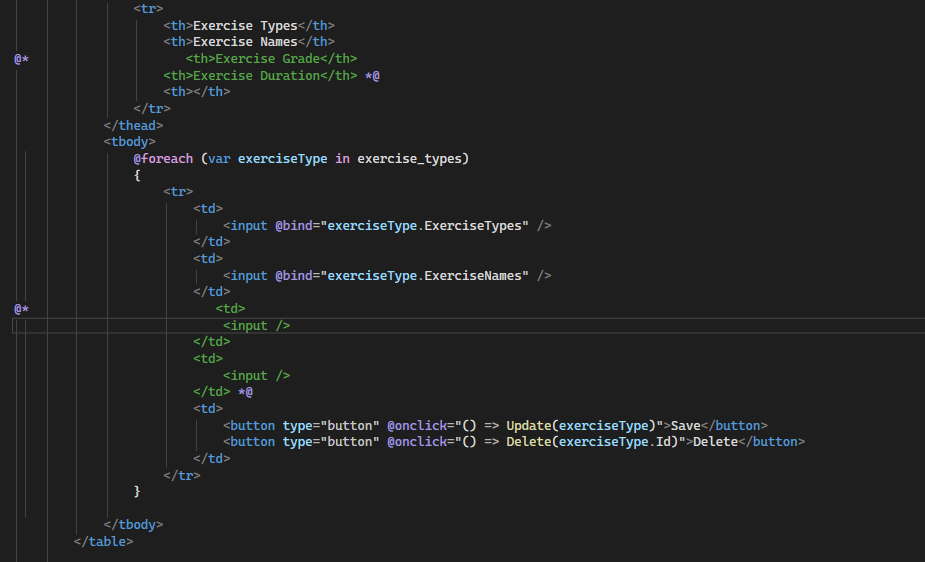 <tr>
<th>Exercise Types</th>
<th>Exercise Names</th>
@* <th>Exercise Grade</th>
<th>Exercise Duration</th> *@
<th></th>
</tr>
</thead>
<tbody>
@foreach (var exerciseType in exercise_types)
{
<tr>
<td>
<input @bind="exerciseType.ExerciseTypes" />
</td>
<td>
<input @bind="exerciseType.ExerciseNames" />
</td>
@* <td>
<input />
</td>
<td>
<input />
</td> *@
<td>
<button type="button" @onclick="() => Update(exerciseType)">Save</button>
<button type="button" @onclick="() => Delete(exerciseType.Id)">Delete</button>
</td>
</tr>
}
</tbody>
</table>